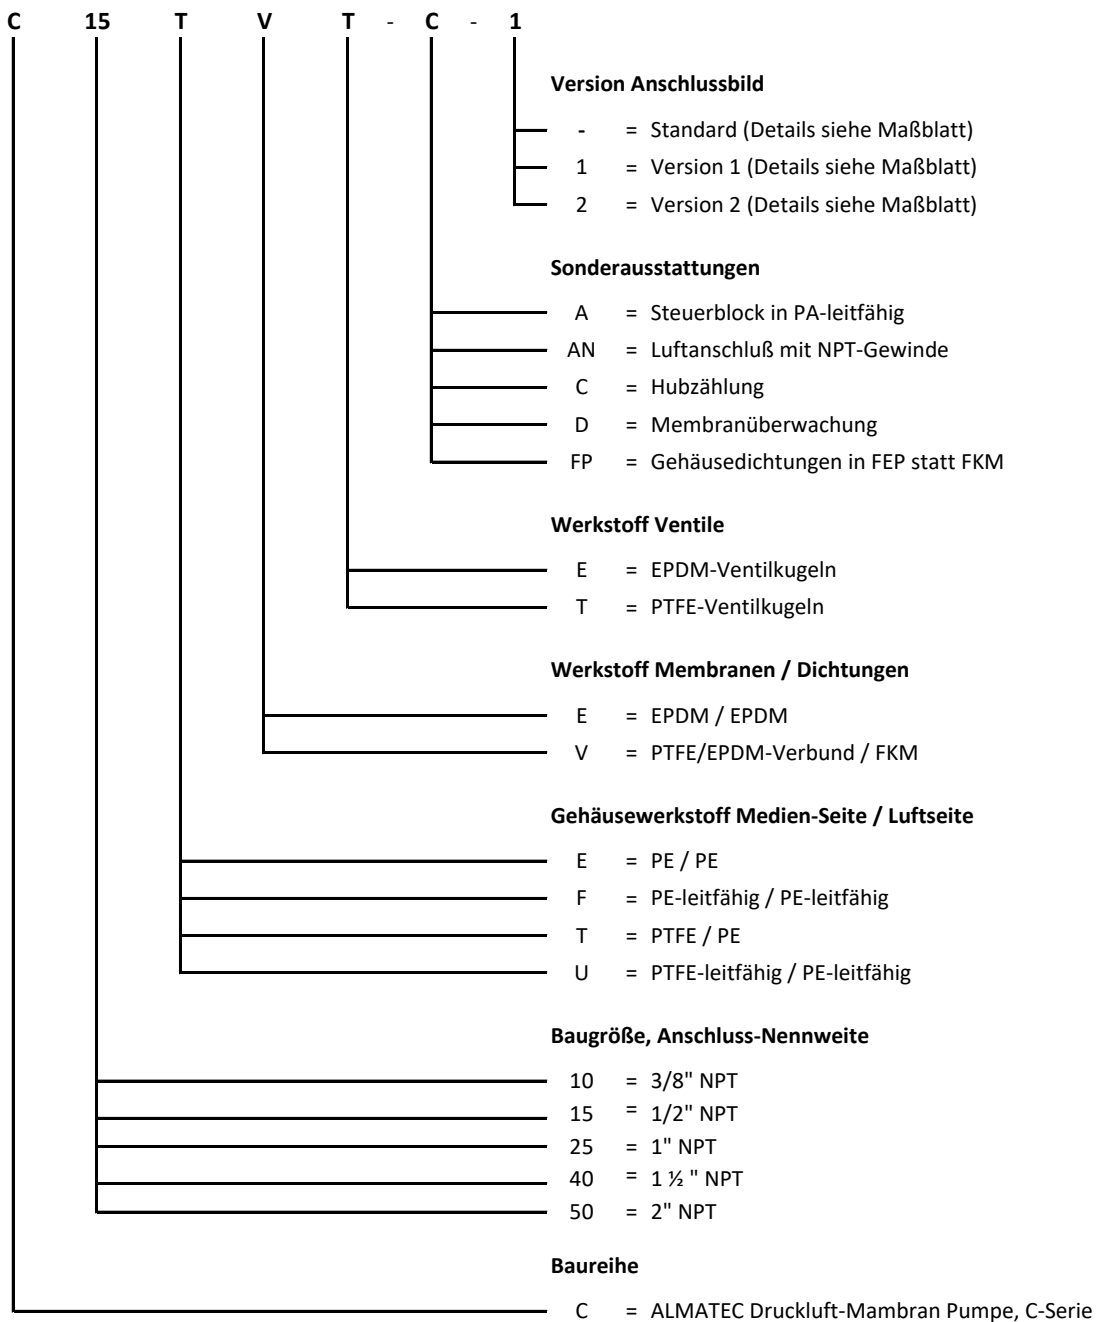 C 15 T V T - C - 1
Version Anschlussbild
- = Standard (Details siehe Maßblatt)
1 = Version 1 (Details siehe Maßblatt)
2 = Version 2 (Details siehe Maßblatt)
Sonderausstattungen
A = Steuerblock in PA-leitfähig
AN = Luftanschluß mit NPT-Gewinde
C = Hubzählung
D = Membranüberwachung
FP = Gehäusedichtungen in FEP statt FKM
Werkstoff Ventile
E = EPDM-Ventilkugeln
T = PTFE-Ventilkugeln
Werkstoff Membranen / Dichtungen
E = EPDM / EPDM
V = PTFE/EPDM-Verbund / FKM
Gehäusewerkstoff Medien-Seite / Luftseite
E = PE / PE
F = PE-leitfähig / PE-leitfähig
T = PTFE / PE
U = PTFE-leitfähig / PE-leitfähig
Baugröße, Anschluss-Nennweite
10 = 3/8" NPT
15 = 1/2" NPT
25 = 1" NPT
40 = 1 ½ " NPT
50 = 2" NPT
Baureihe
C = ALMATEC Druckluft-Mambran Pumpe, C-Serie